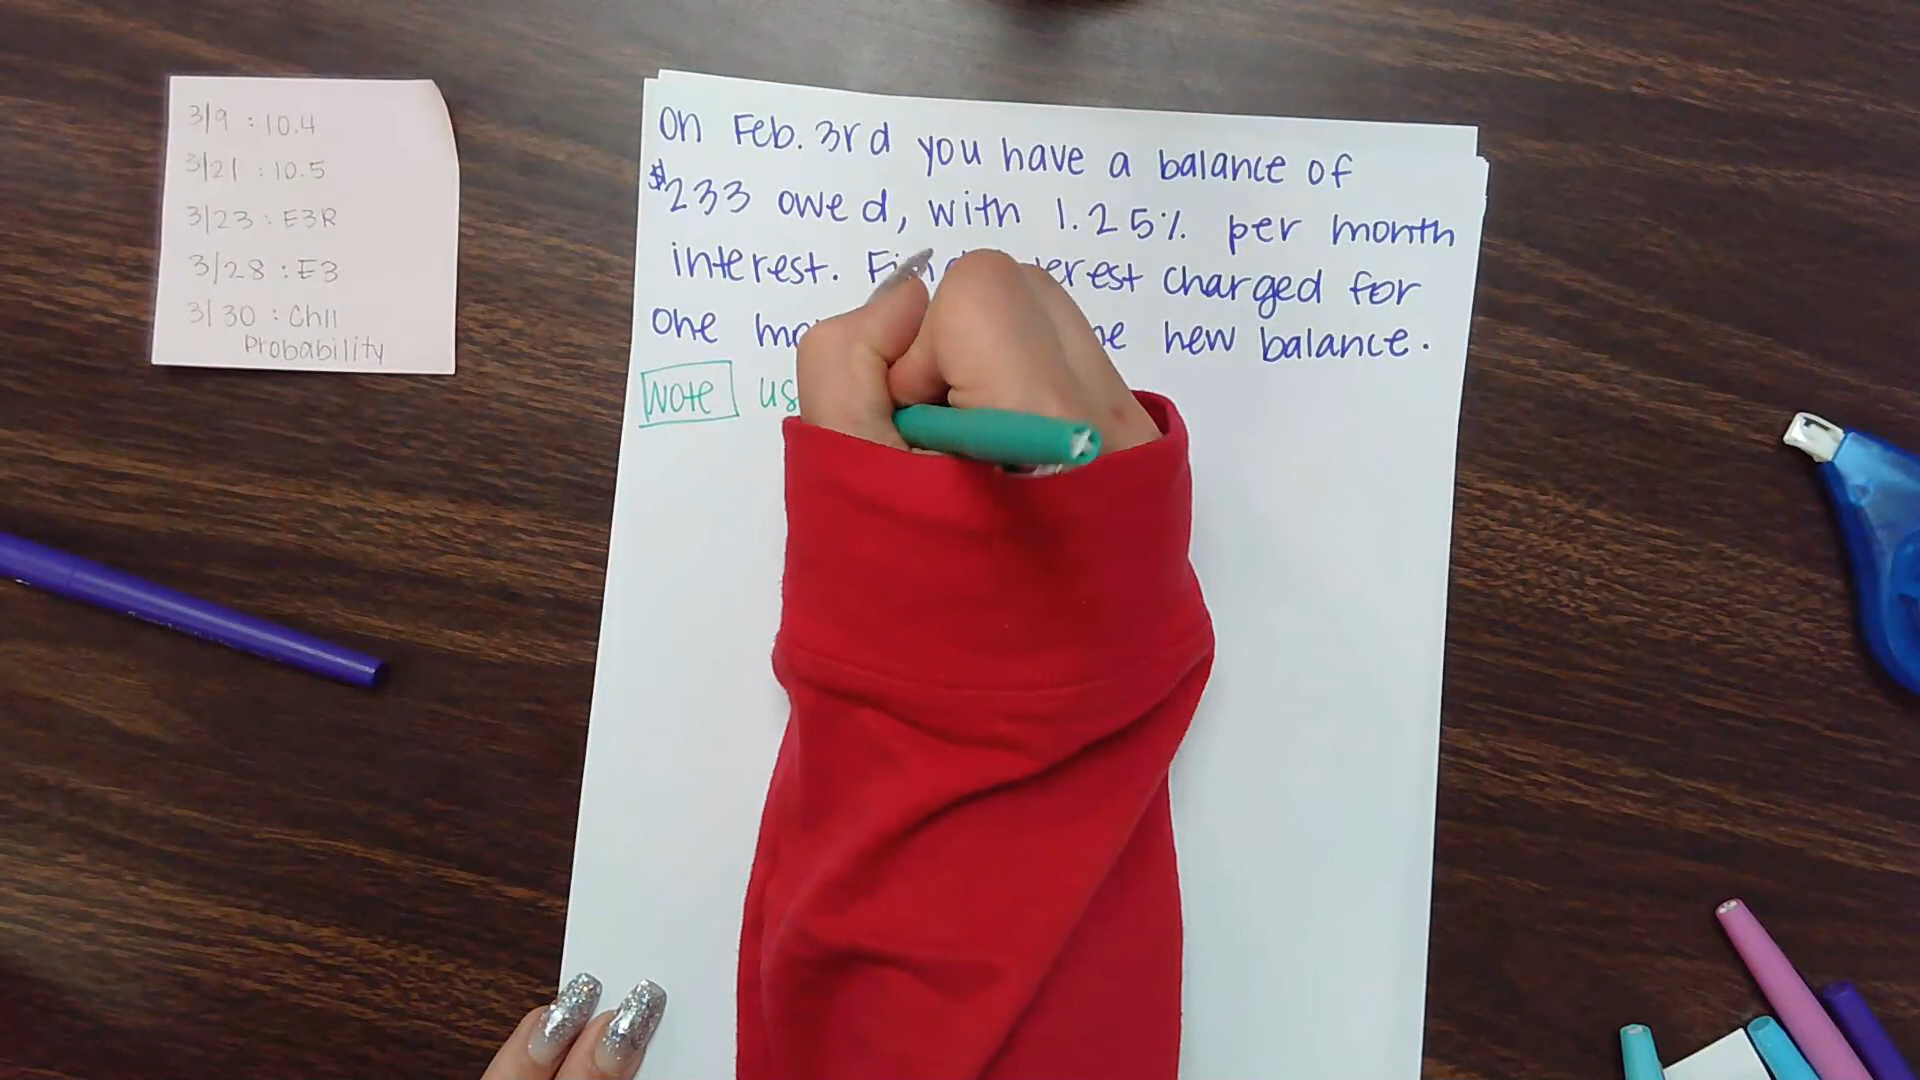 3/9 : 10.4
3/21 : 10.5
3/23 : E3R
3/28 : E3
3/30 : Ch11
Probability
On Feb. 3rd you have a balance of
$233 owed, with 1.25% per month
interest. Find charged for
one new balance.
Note us